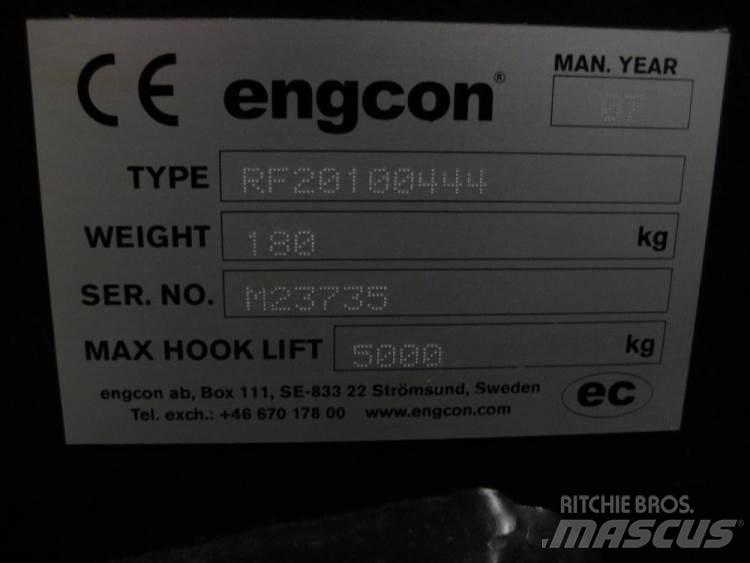 CE engcon® MAN. YEAR
07
TYPE RF20100444
WEIGHT 180 kg
SER. NO. M23735
MAX HOOK LIFT 5000 kg
engcon ab, Box 111, SE-833 22 Strömsund, Sweden
Tel. exch.: +46 670 178 00 www.engcon.com
ec
RITCHIE BROS.
MASCUS